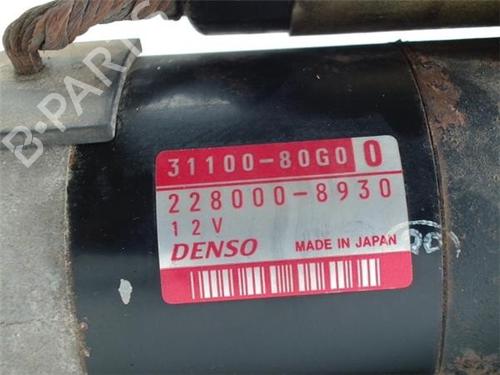 B-PARTS
31100-80G0 0
228000-8930
12V
DENSO MADE IN JAPAN